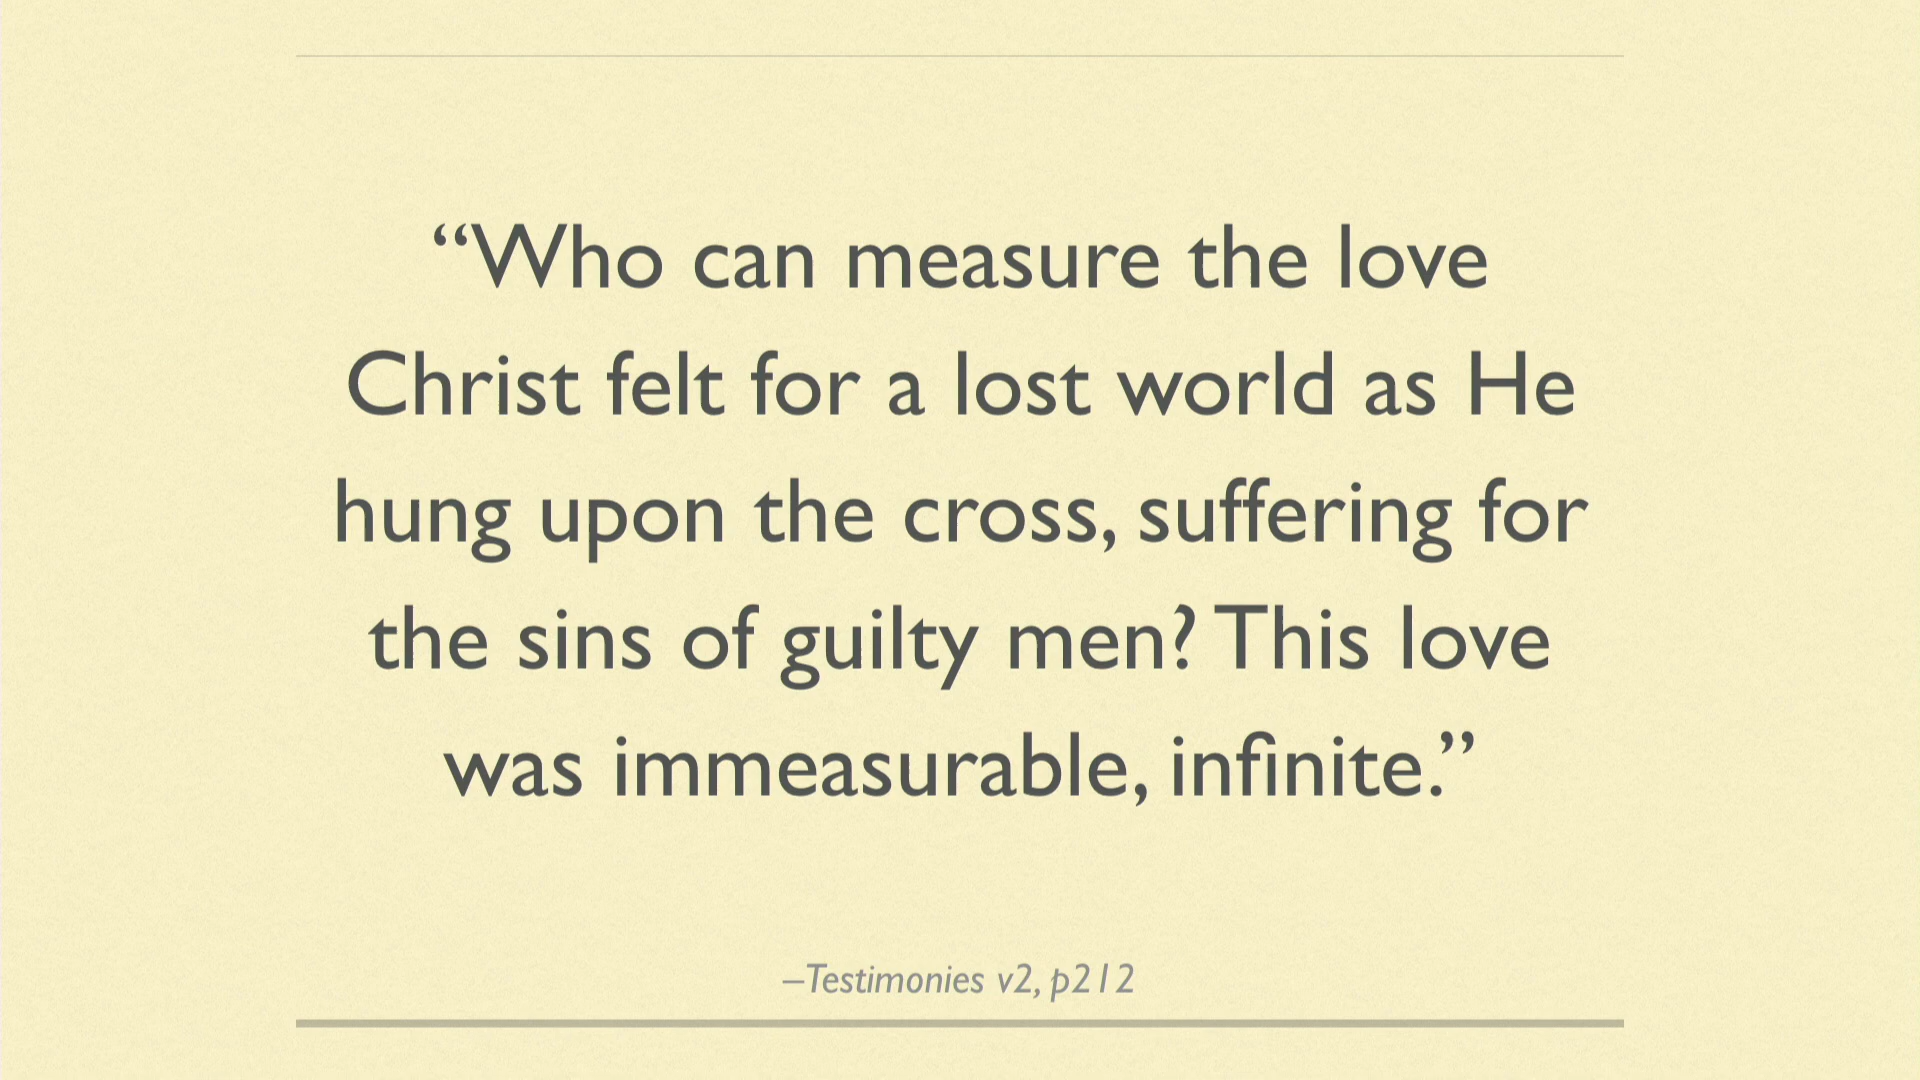 “Who can measure the love
Christ felt for a lost world as He
hung upon the cross, suffering for
the sins of guilty men? This love
was immeasurable, infinite.”
–Testimonies v2, p212